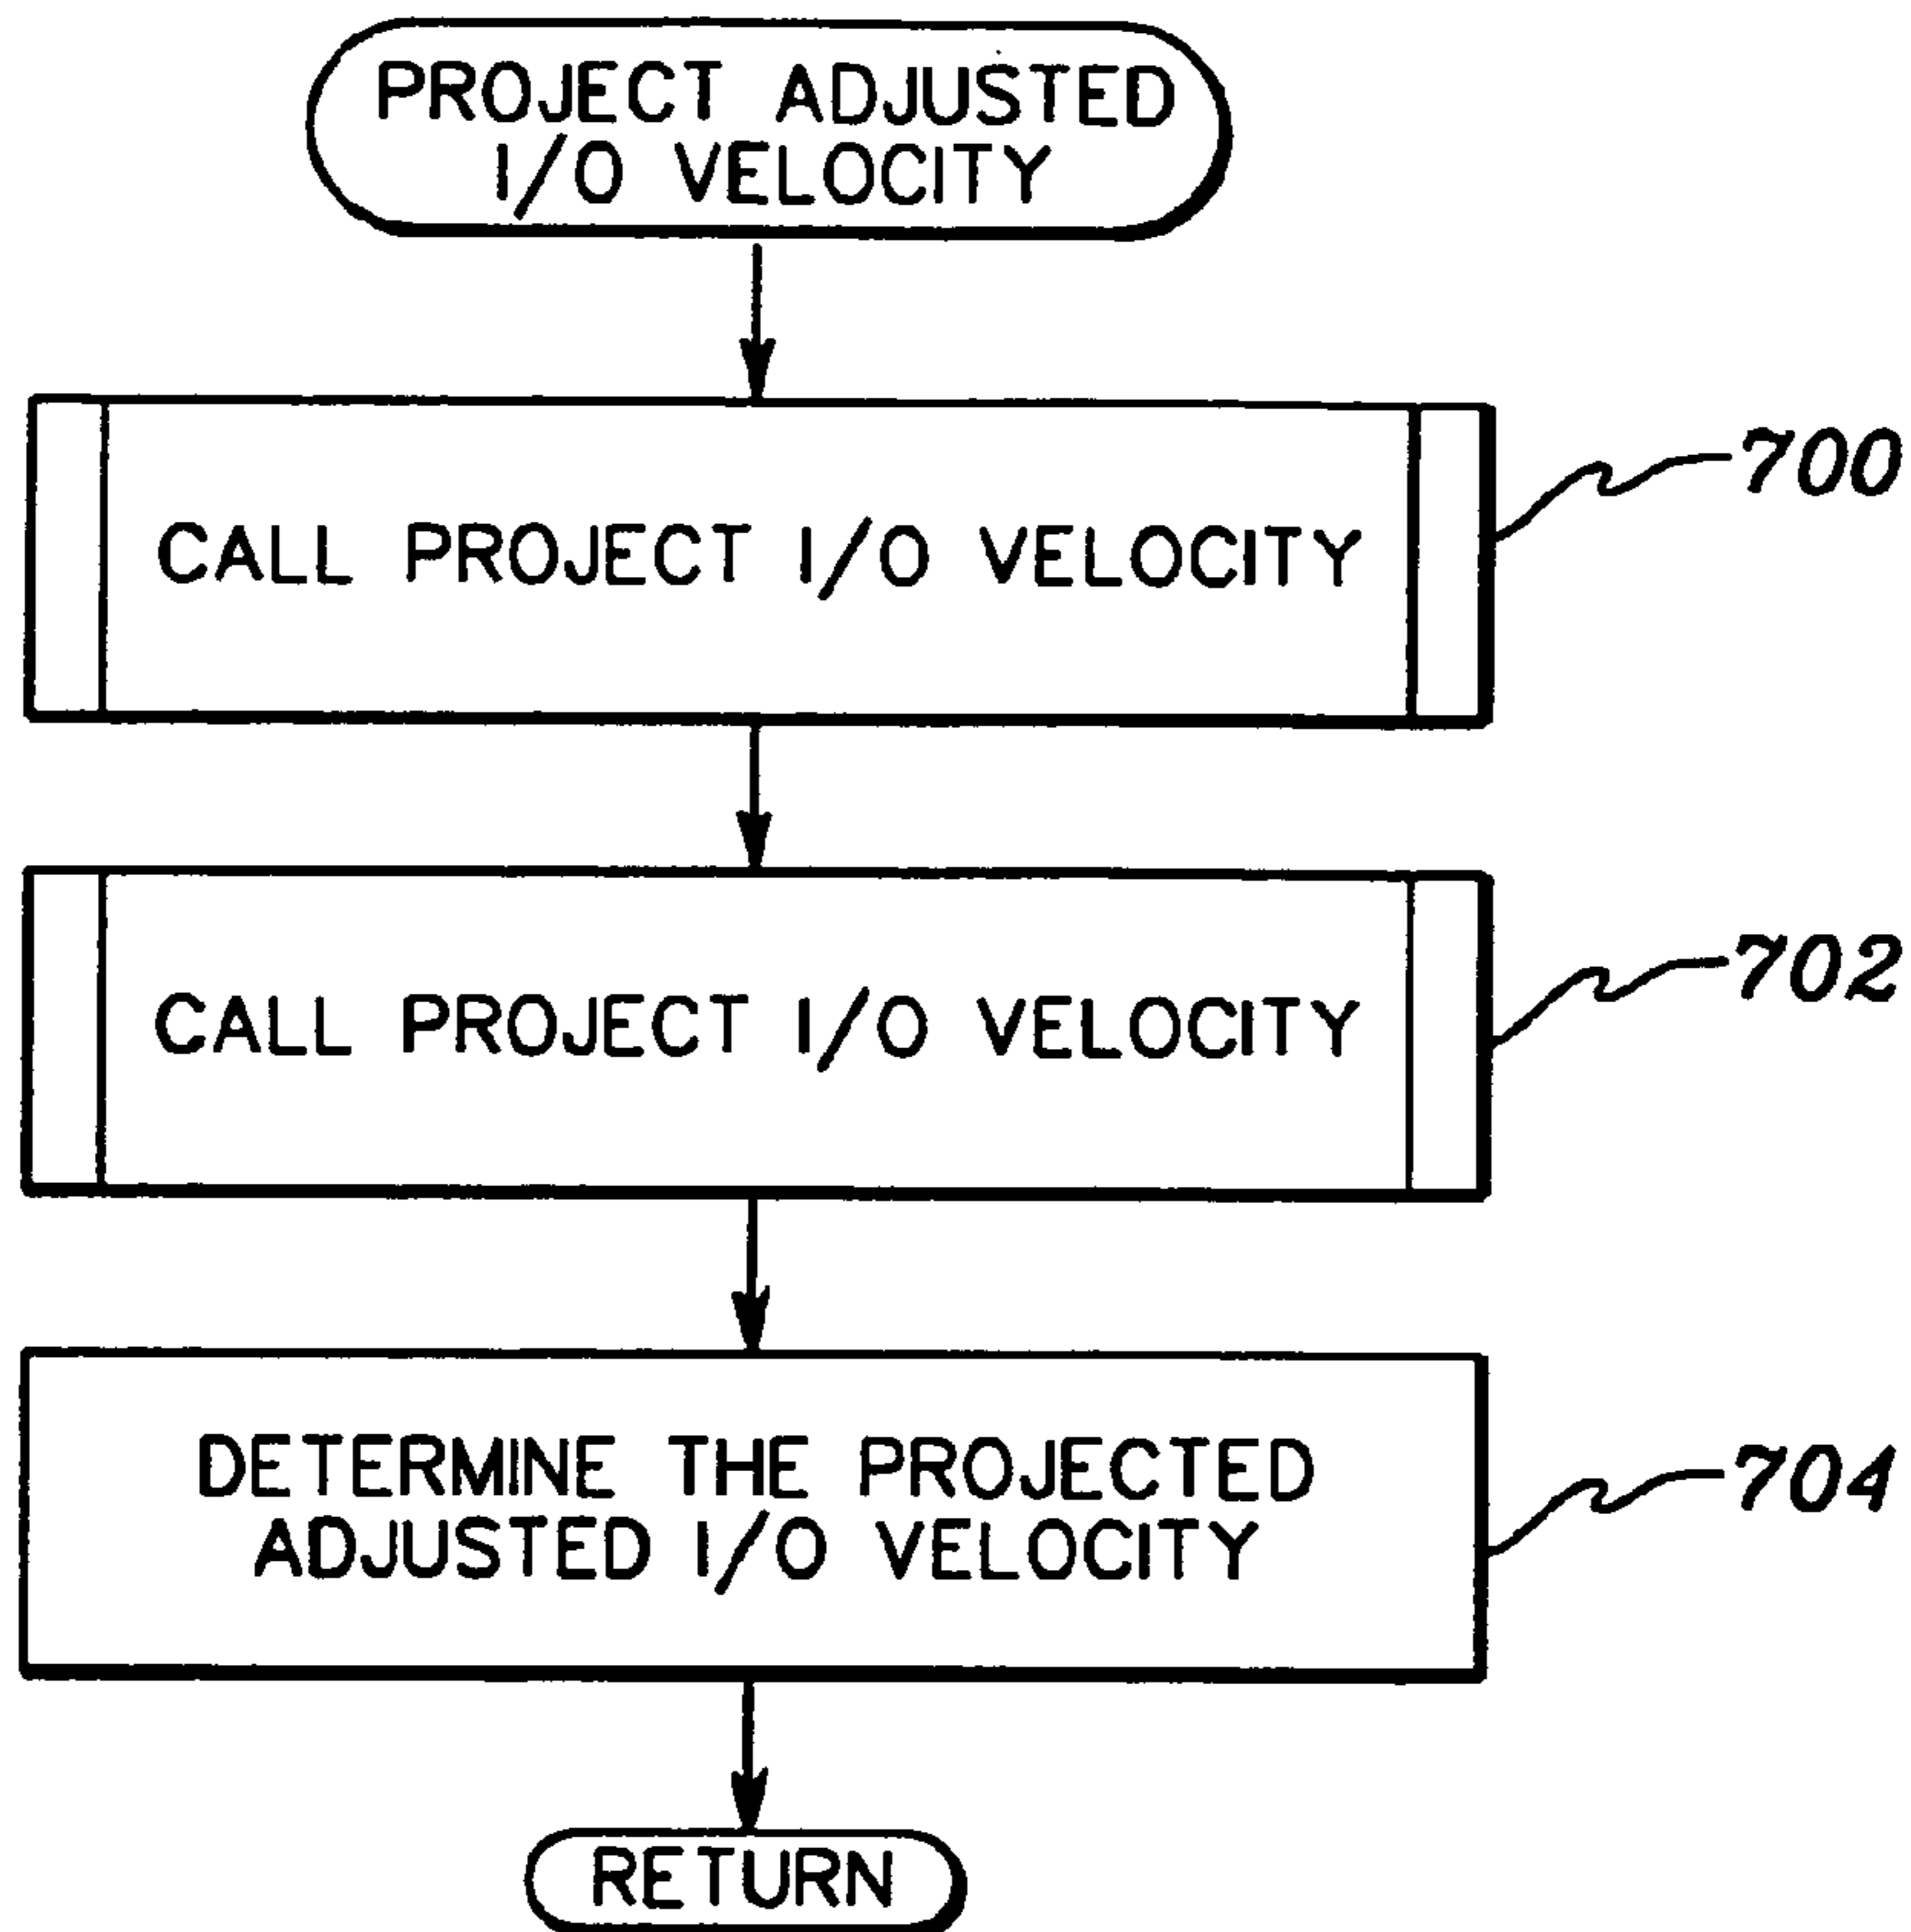 PROJECT ADJUSTED
I/O VELOCITY
700
CALL PROJECT I/O VELOCITY
702
CALL PROJECT I/O VELOCITY
704
DETERMINE THE PROJECTED
ADJUSTED I/O VELOCITY
RETURN